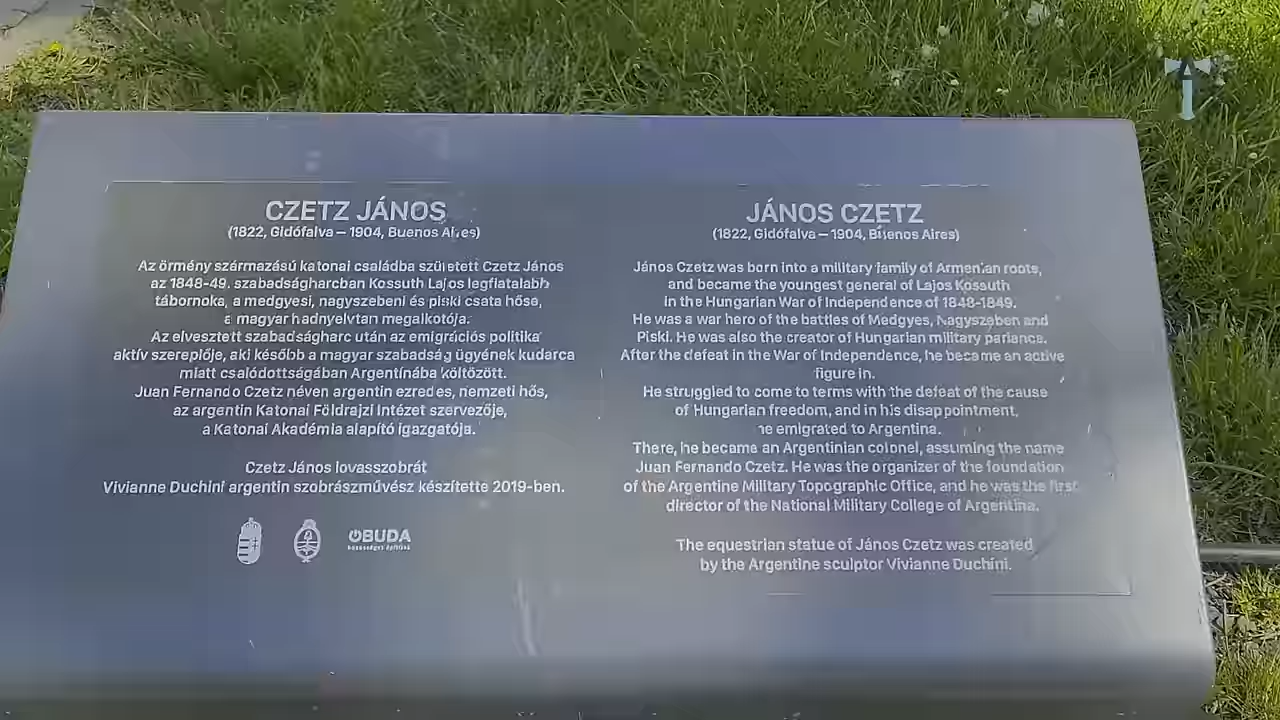 CZETZ JÁNOS
(1822, Gidófalva – 1904, Buenos Aires)
Az örmény származású katonai családba született Czetz János
az 1848-49. szabadságharcban Kossuth Lajos legfiatalabb
tábornoka, a medgyesi, nagyszebeni és piski csata hőse,
a magyar hadnyelvtan megalkotója.
Az elvesztett szabadságharc után az emigrációs politika
aktív szereplője, aki később a magyar szabadság ügyének kudarca
miatt csalódottságában Argentínába költözött.
Juan Fernando Czetz néven argentin ezredes, nemzeti hős,
az argentin Katonai Földrajzi Intézet szervezője,
a Katonai Akadémia alapító igazgatója.
Czetz János lovasszobrát
Vivianne Duchini argentin szobrászművész készítette 2019-ben.
ÓBUDA
közösséget építünk
JÁNOS CZETZ
(1822, Gidófalva – 1904, Buenos Aires)
János Czetz was born into a military family of Armenian roots,
and became the youngest general of Lajos Kossuth
in the Hungarian War of Independence of 1848-1849.
He was a war hero of the battles of Medgyes, Nagyszeben and
Piski. He was also the creator of Hungarian military parlance.
After the defeat in the War of Independence, he became an active
figure in.
He struggled to come to terms with the defeat of the cause
of Hungarian freedom, and in his disappointment,
he emigrated to Argentina.
There, he became an Argentinian colonel, assuming the name
Juan Fernando Czetz. He was the organizer of the foundation
of the Argentine Military Topographic Office, and he was the first
director of the National Military College of Argentina.
The equestrian statue of János Czetz was created
by the Argentine sculptor Vivianne Duchini.